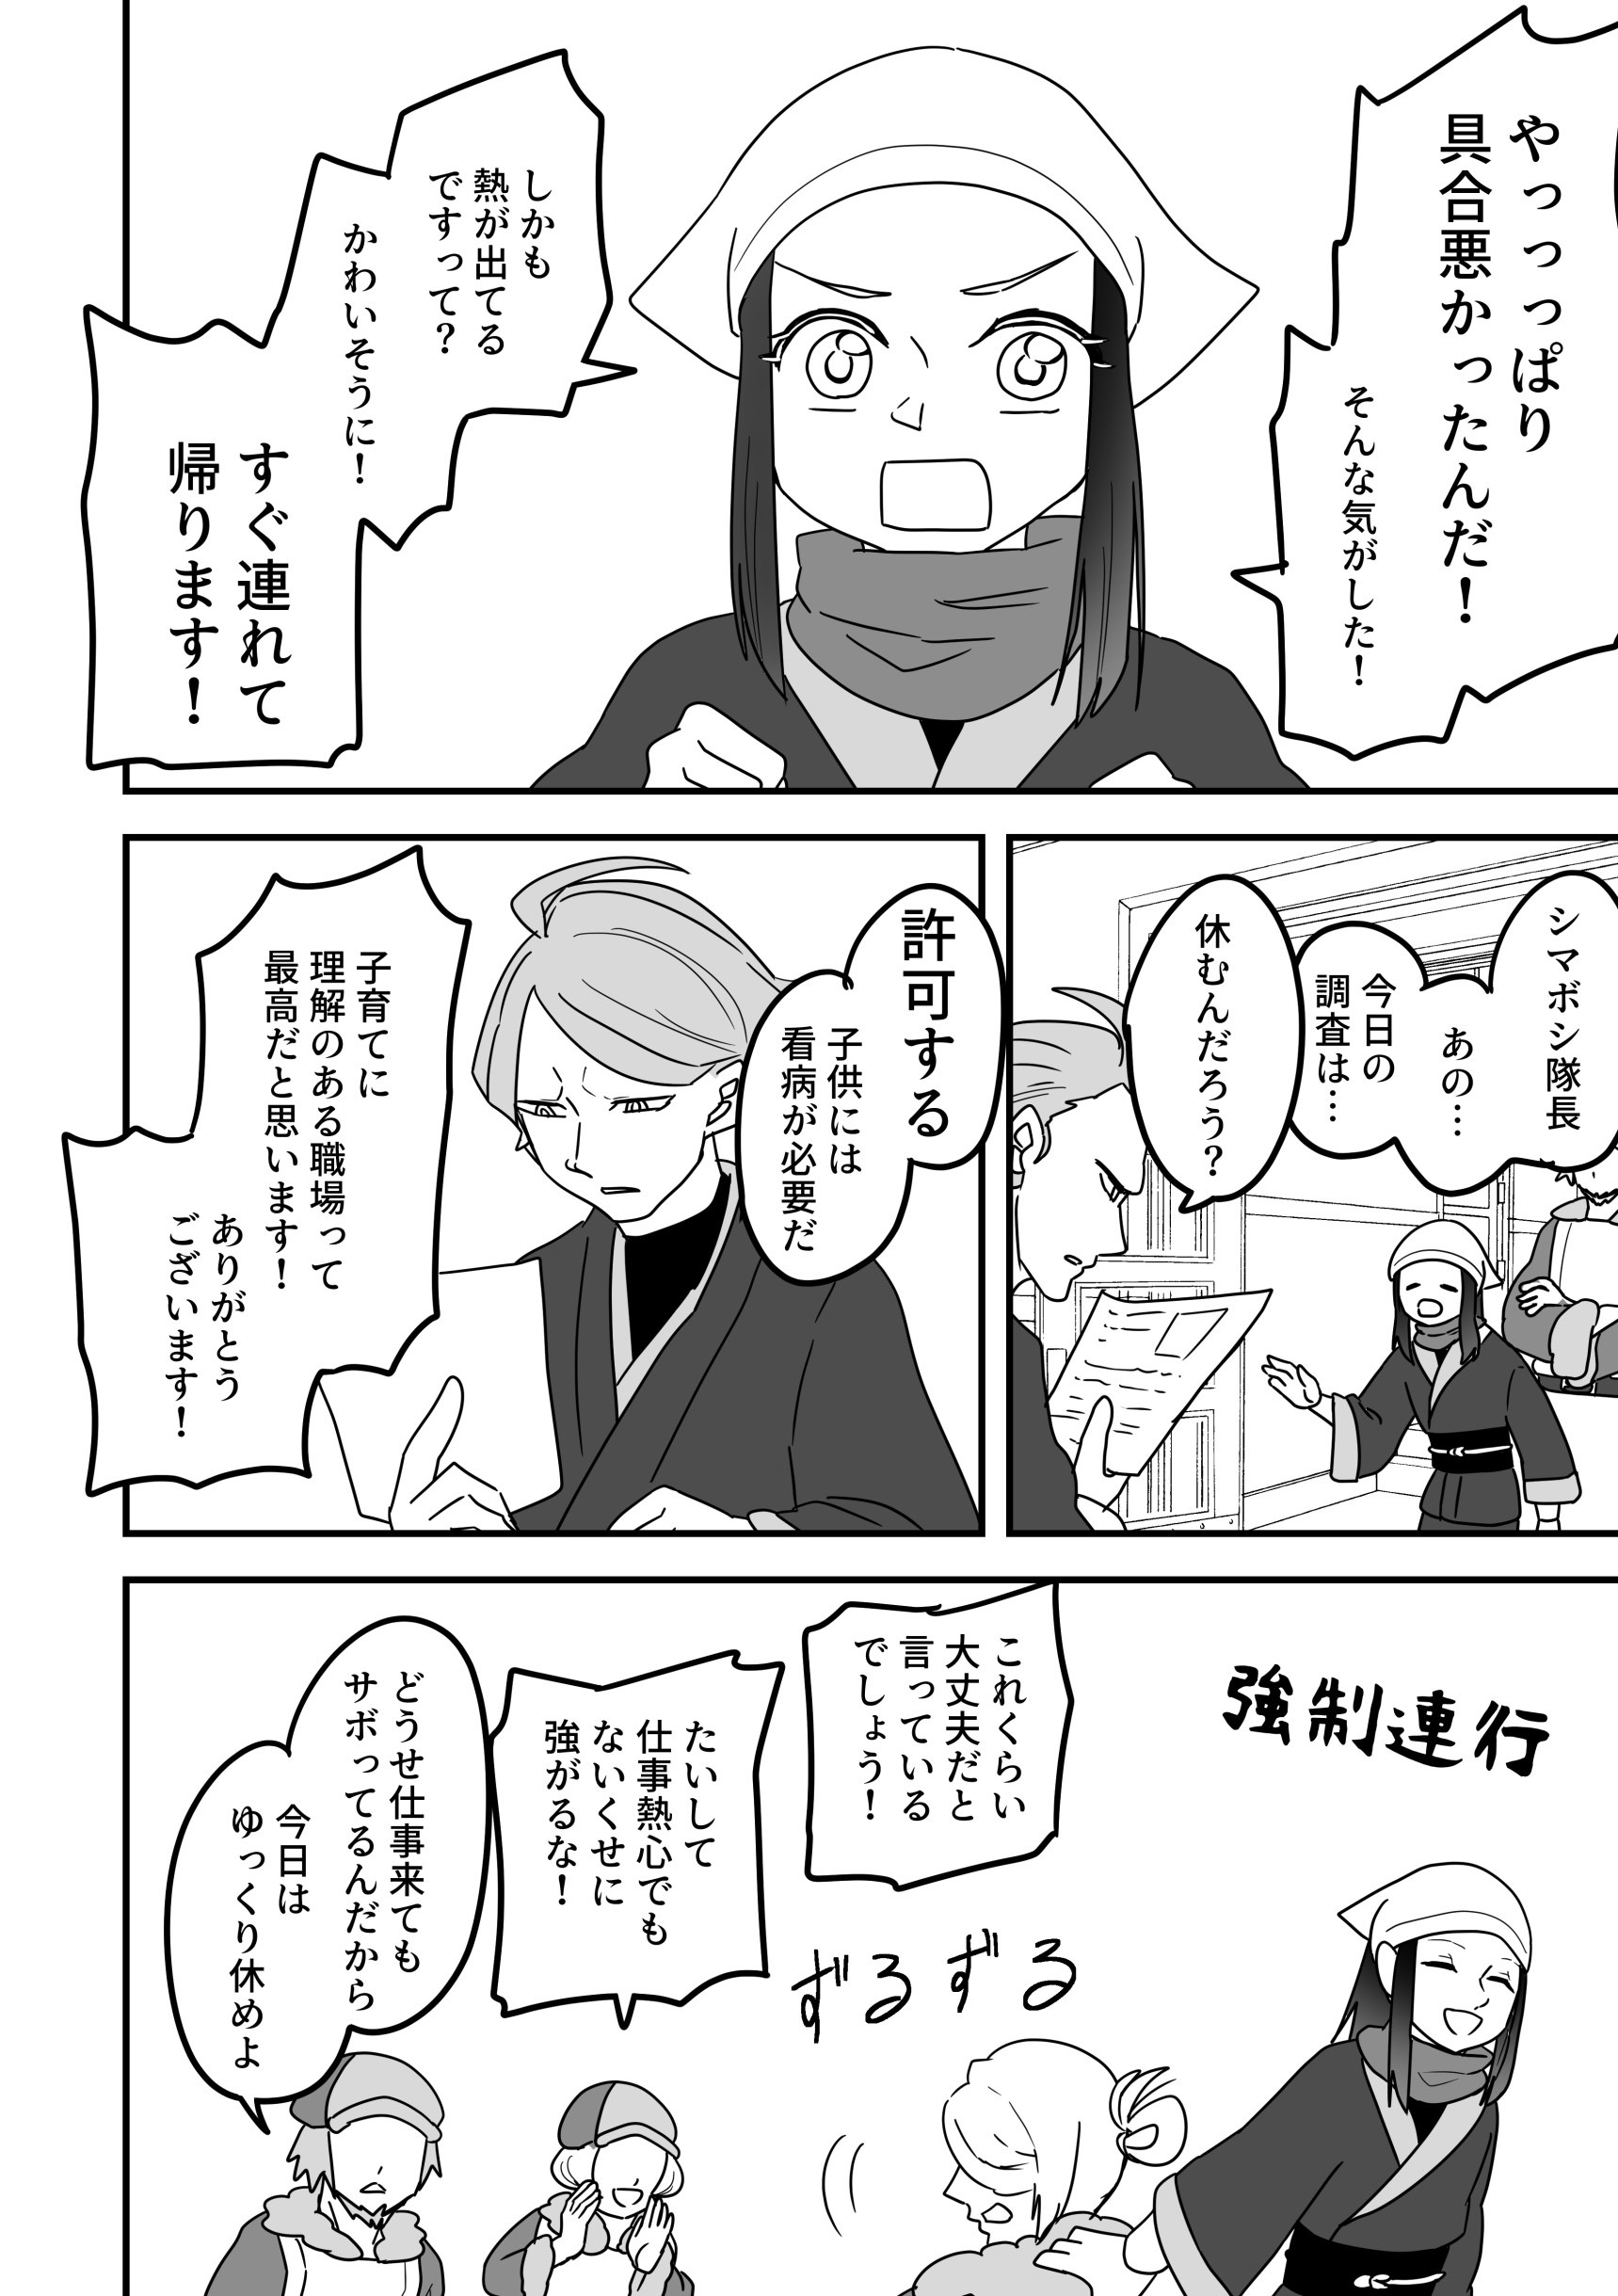 やっっっぱり
具合悪かったんだ！
そんな気がした！
しかも
熱が出てる
ですって？
かわいそうに！
すぐ連れて
帰ります！
シマボシ隊長
あの…
今日の
調査は…
休むんだろう？
許可する
子供には
看病が必要だ
子育てに
理解のある職場って
最高だと思います！
ありがとう
ございます！
強制連行
これくらい
大丈夫だと
言っている
でしょう！
ずるずる
たいして
仕事熱心でも
ないくせに
強がるな！
どうせ仕事来ても
サボってるんだから
今日は
ゆっくり休めよ